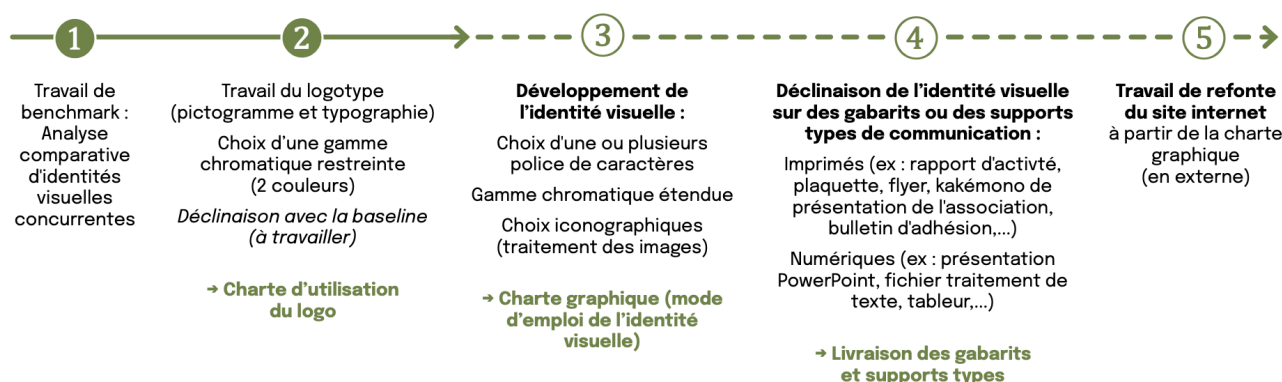 1
Travail de
benchmark :
Analyse
comparative
d'identités
visuelles
concurrentes
2
Travail du logotype
(pictogramme et typographie)
Choix d’une gamme
chromatique restreinte
(2 couleurs)
Déclinaison avec la baseline
(à travailler)
→ Charte d’utilisation
du logo
3
Développement de
l’identité visuelle :
Choix d'une ou plusieurs
police de caractères
Gamme chromatique étendue
Choix iconographiques
(traitement des images)
→ Charte graphique (mode
d’emploi de l’identité
visuelle)
4
Déclinaison de l’identité visuelle
sur des gabarits ou des supports
types de communication :
Imprimés (ex : rapport d'activté,
plaquette, flyer, kakémono de
présentation de l'association,
bulletin d'adhésion,...)
Numériques (ex : présentation
PowerPoint, fichier traitement de
texte, tableur,...)
→ Livraison des gabarits
et supports types
5
Travail de refonte
du site internet
à partir de la charte
graphique
(en externe)